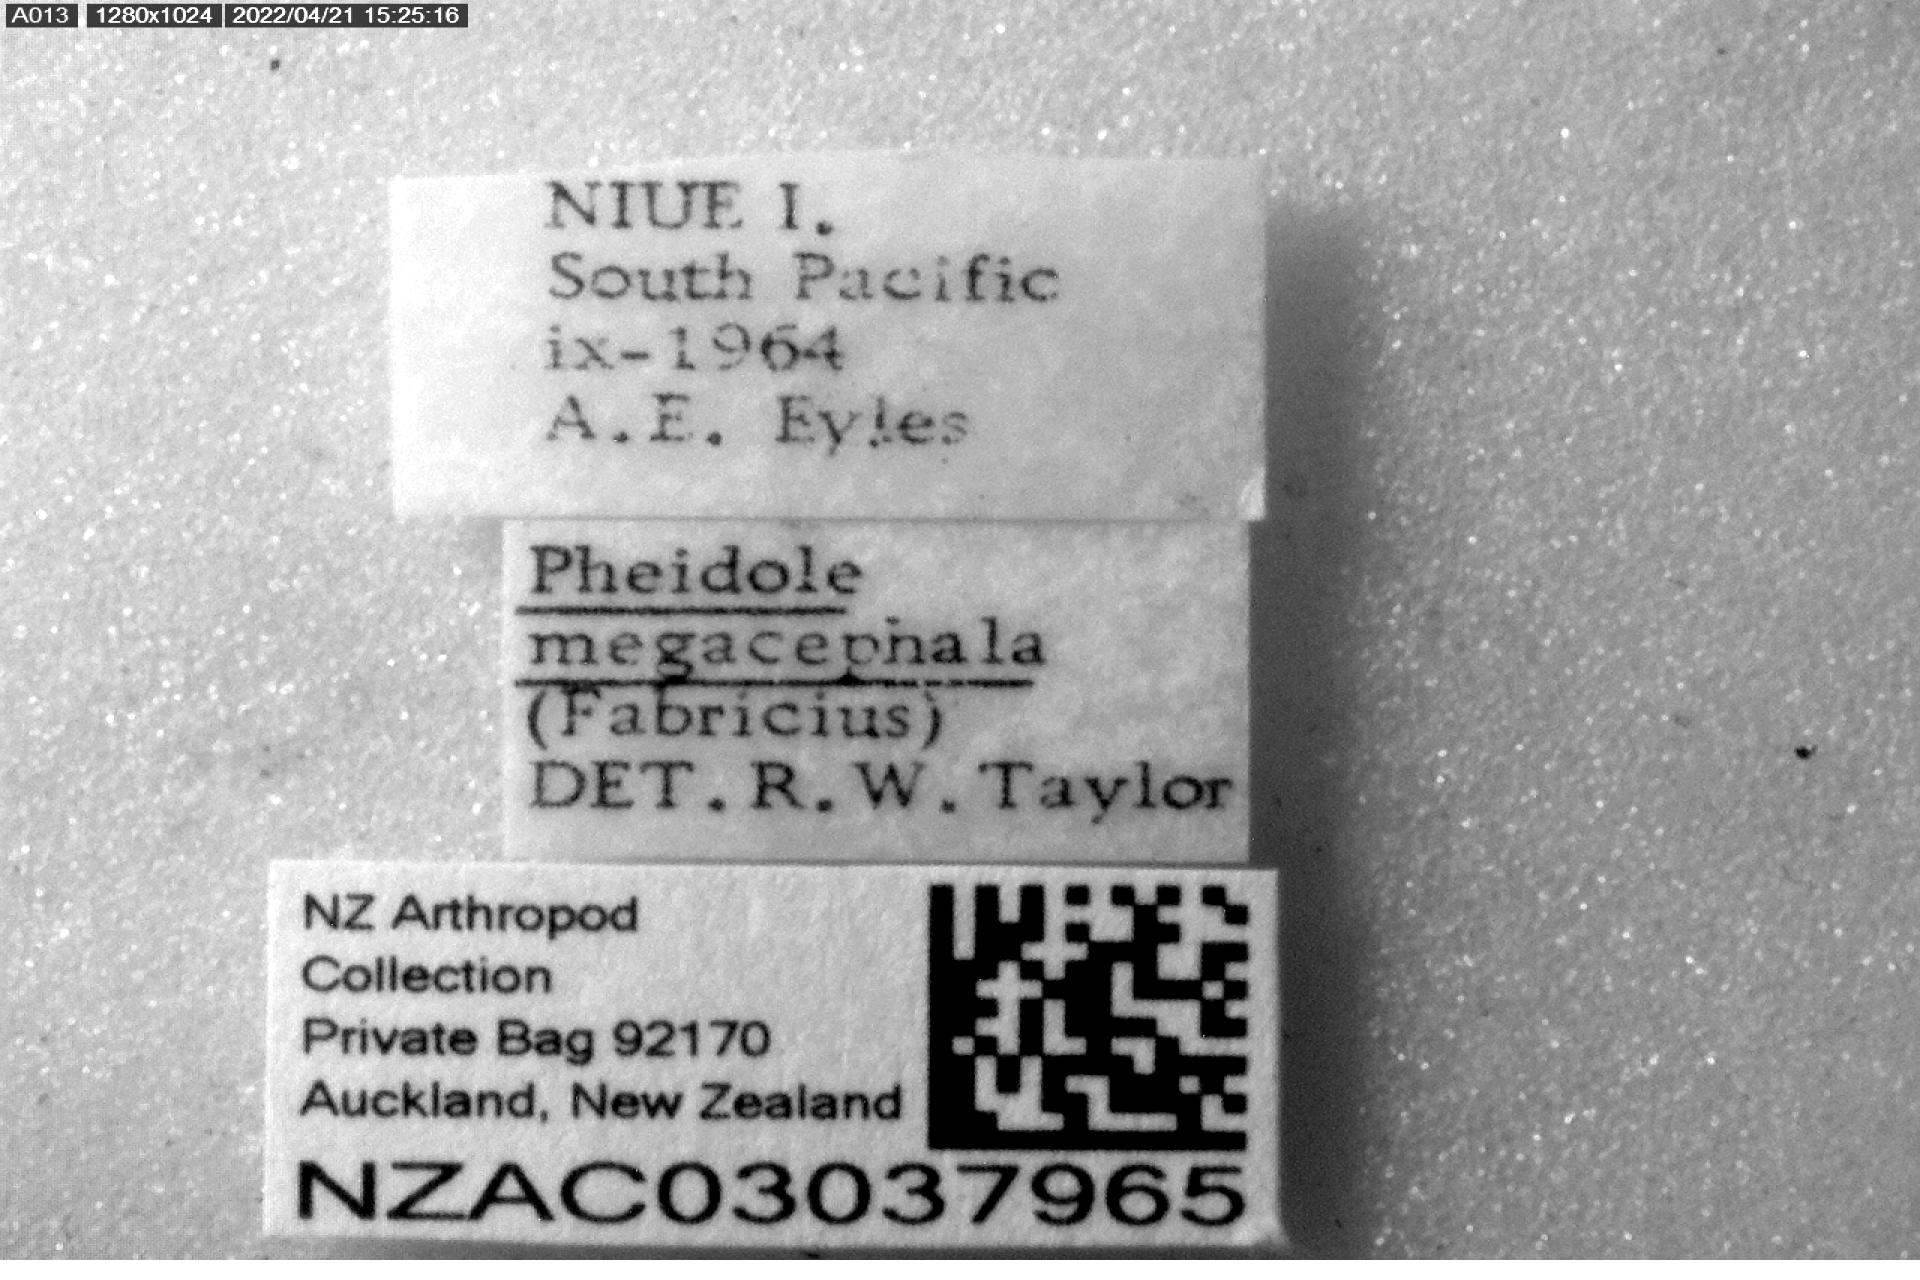 A013 1280x1024 2022/04/21 15:25:16
NIUE I.
South Pacific
ix-1964
A.E. Eyles
Pheidole
megacephala
(Fabricius)
DET.R.W.Taylor
NZ Arthropod
Collection
Private Bag 92170
Auckland, New Zealand
NZAC03037965